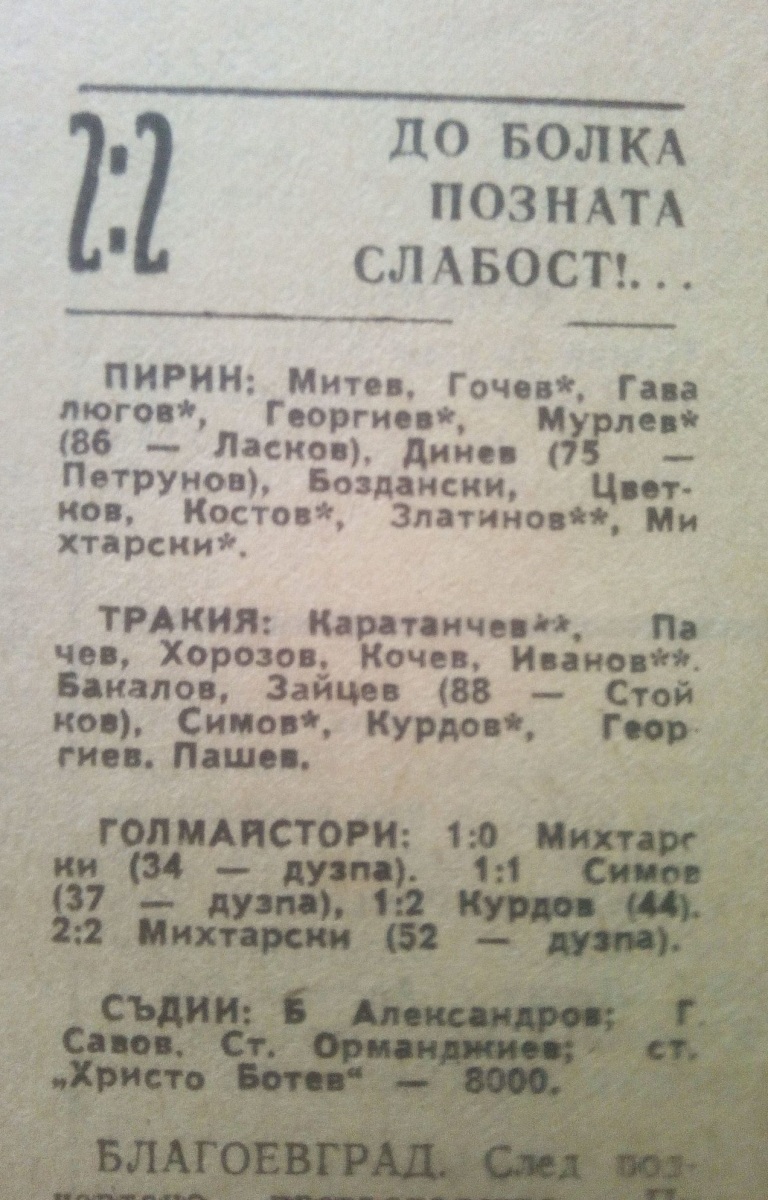 2:2
ДО БОЛКА
ПОЗНАТА
СЛАБОСТ!...
ПИРИН: Митев, Гочев*, Гава
люгов*, Георгиев*, Мурлев*
(86 — Ласков), Динев (75 —
Петрунов), Боздански, Цвет-
ков, Костов*, Златинов**, Ми
хтарски*.
ТРАКИЯ: Каратанчев**, Па
чев, Хорозов, Кочев, Иванов**.
Бакалов, Зайцев (88 — Стой
ков), Симов*, Курдов*, Геор-
гиев. Пашев.
ГОЛМАЙСТОРИ: 1:0 Михтарс
ки (34 — дузпа). 1:1 Симов
(37 — дузпа), 1:2 Курдов (44).
2:2 Михтарски (52 — дузпа).
СЪДИИ: Б Александров; Г.
Савов. Ст. Орманджиев; ст.
„Христо Ботев“ — 8000.
БЛАГОЕВГРАД. След поз-